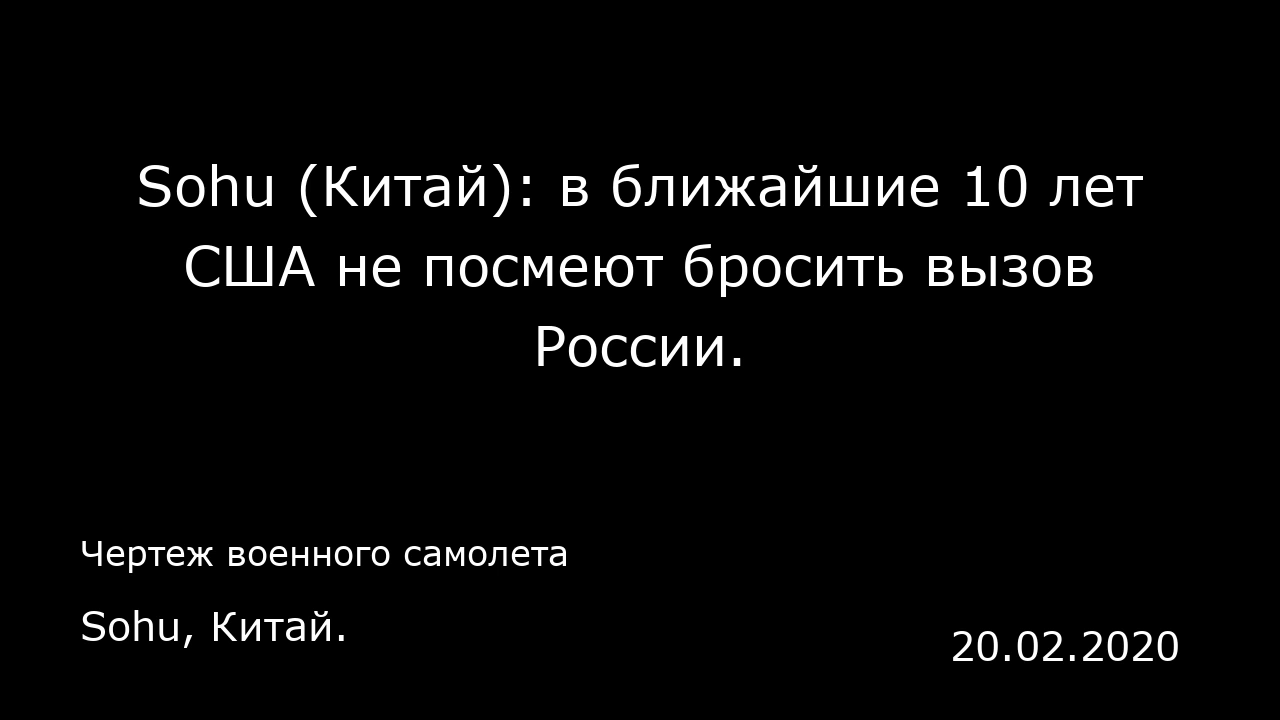 Sohu (Китай): в ближайшие 10 лет
США не посмеют бросить вызов
России.
Чертеж военного самолета
Sohu, Китай.
20.02.2020